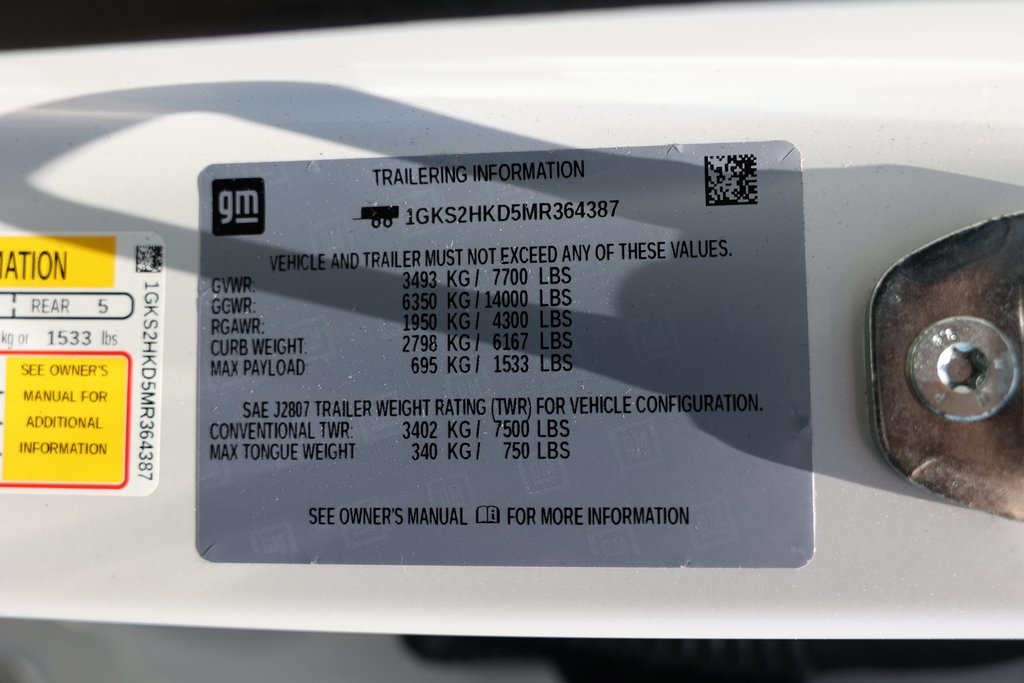 gm
TRAILERING INFORMATION
1GKS2HKD5MR364387
VEHICLE AND TRAILER MUST NOT EXCEED ANY OF THESE VALUES.
GVWR: 3493 KG/ 7700 LBS
GCWR: 6350 KG/14000 LBS
RGAWR: 1950 KG/ 4300 LBS
CURB WEIGHT: 2798 KG/ 6167 LBS
MAX PAYLOAD 695 KG/ 1533 LBS
SAE J2807 TRAILER WEIGHT RATING (TWR) FOR VEHICLE CONFIGURATION.
CONVENTIONAL TWR: 3402 KG/ 7500 LBS
MAX TONGUE WEIGHT 340 KG/ 750 LBS
SEE OWNER'S MANUAL FOR MORE INFORMATION
MATION
REAR 5
kg or 1533 lbs.
SEE OWNER'S
MANUAL FOR
ADDITIONAL
INFORMATION
1GKS2HKD5MR364387